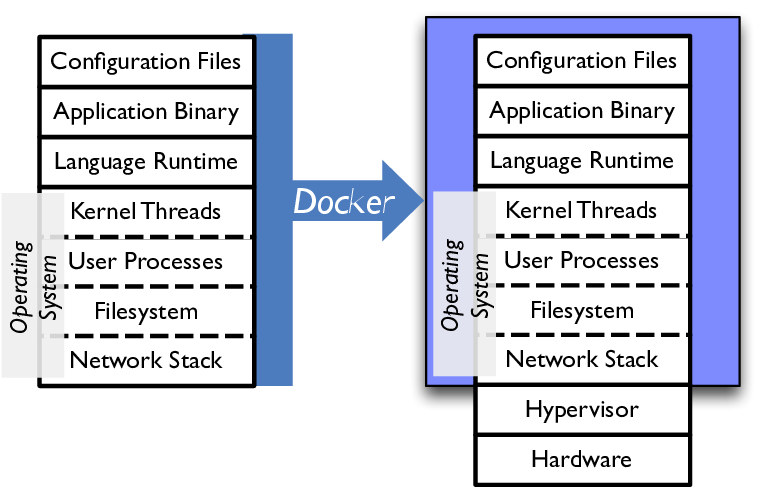 Configuration Files
Application Binary
Language Runtime
Kernel Threads
User Processes
Filesystem
Network Stack
Operating
System
Docker
Configuration Files
Application Binary
Language Runtime
Kernel Threads
User Processes
Filesystem
Network Stack
Hypervisor
Hardware
Operating
System